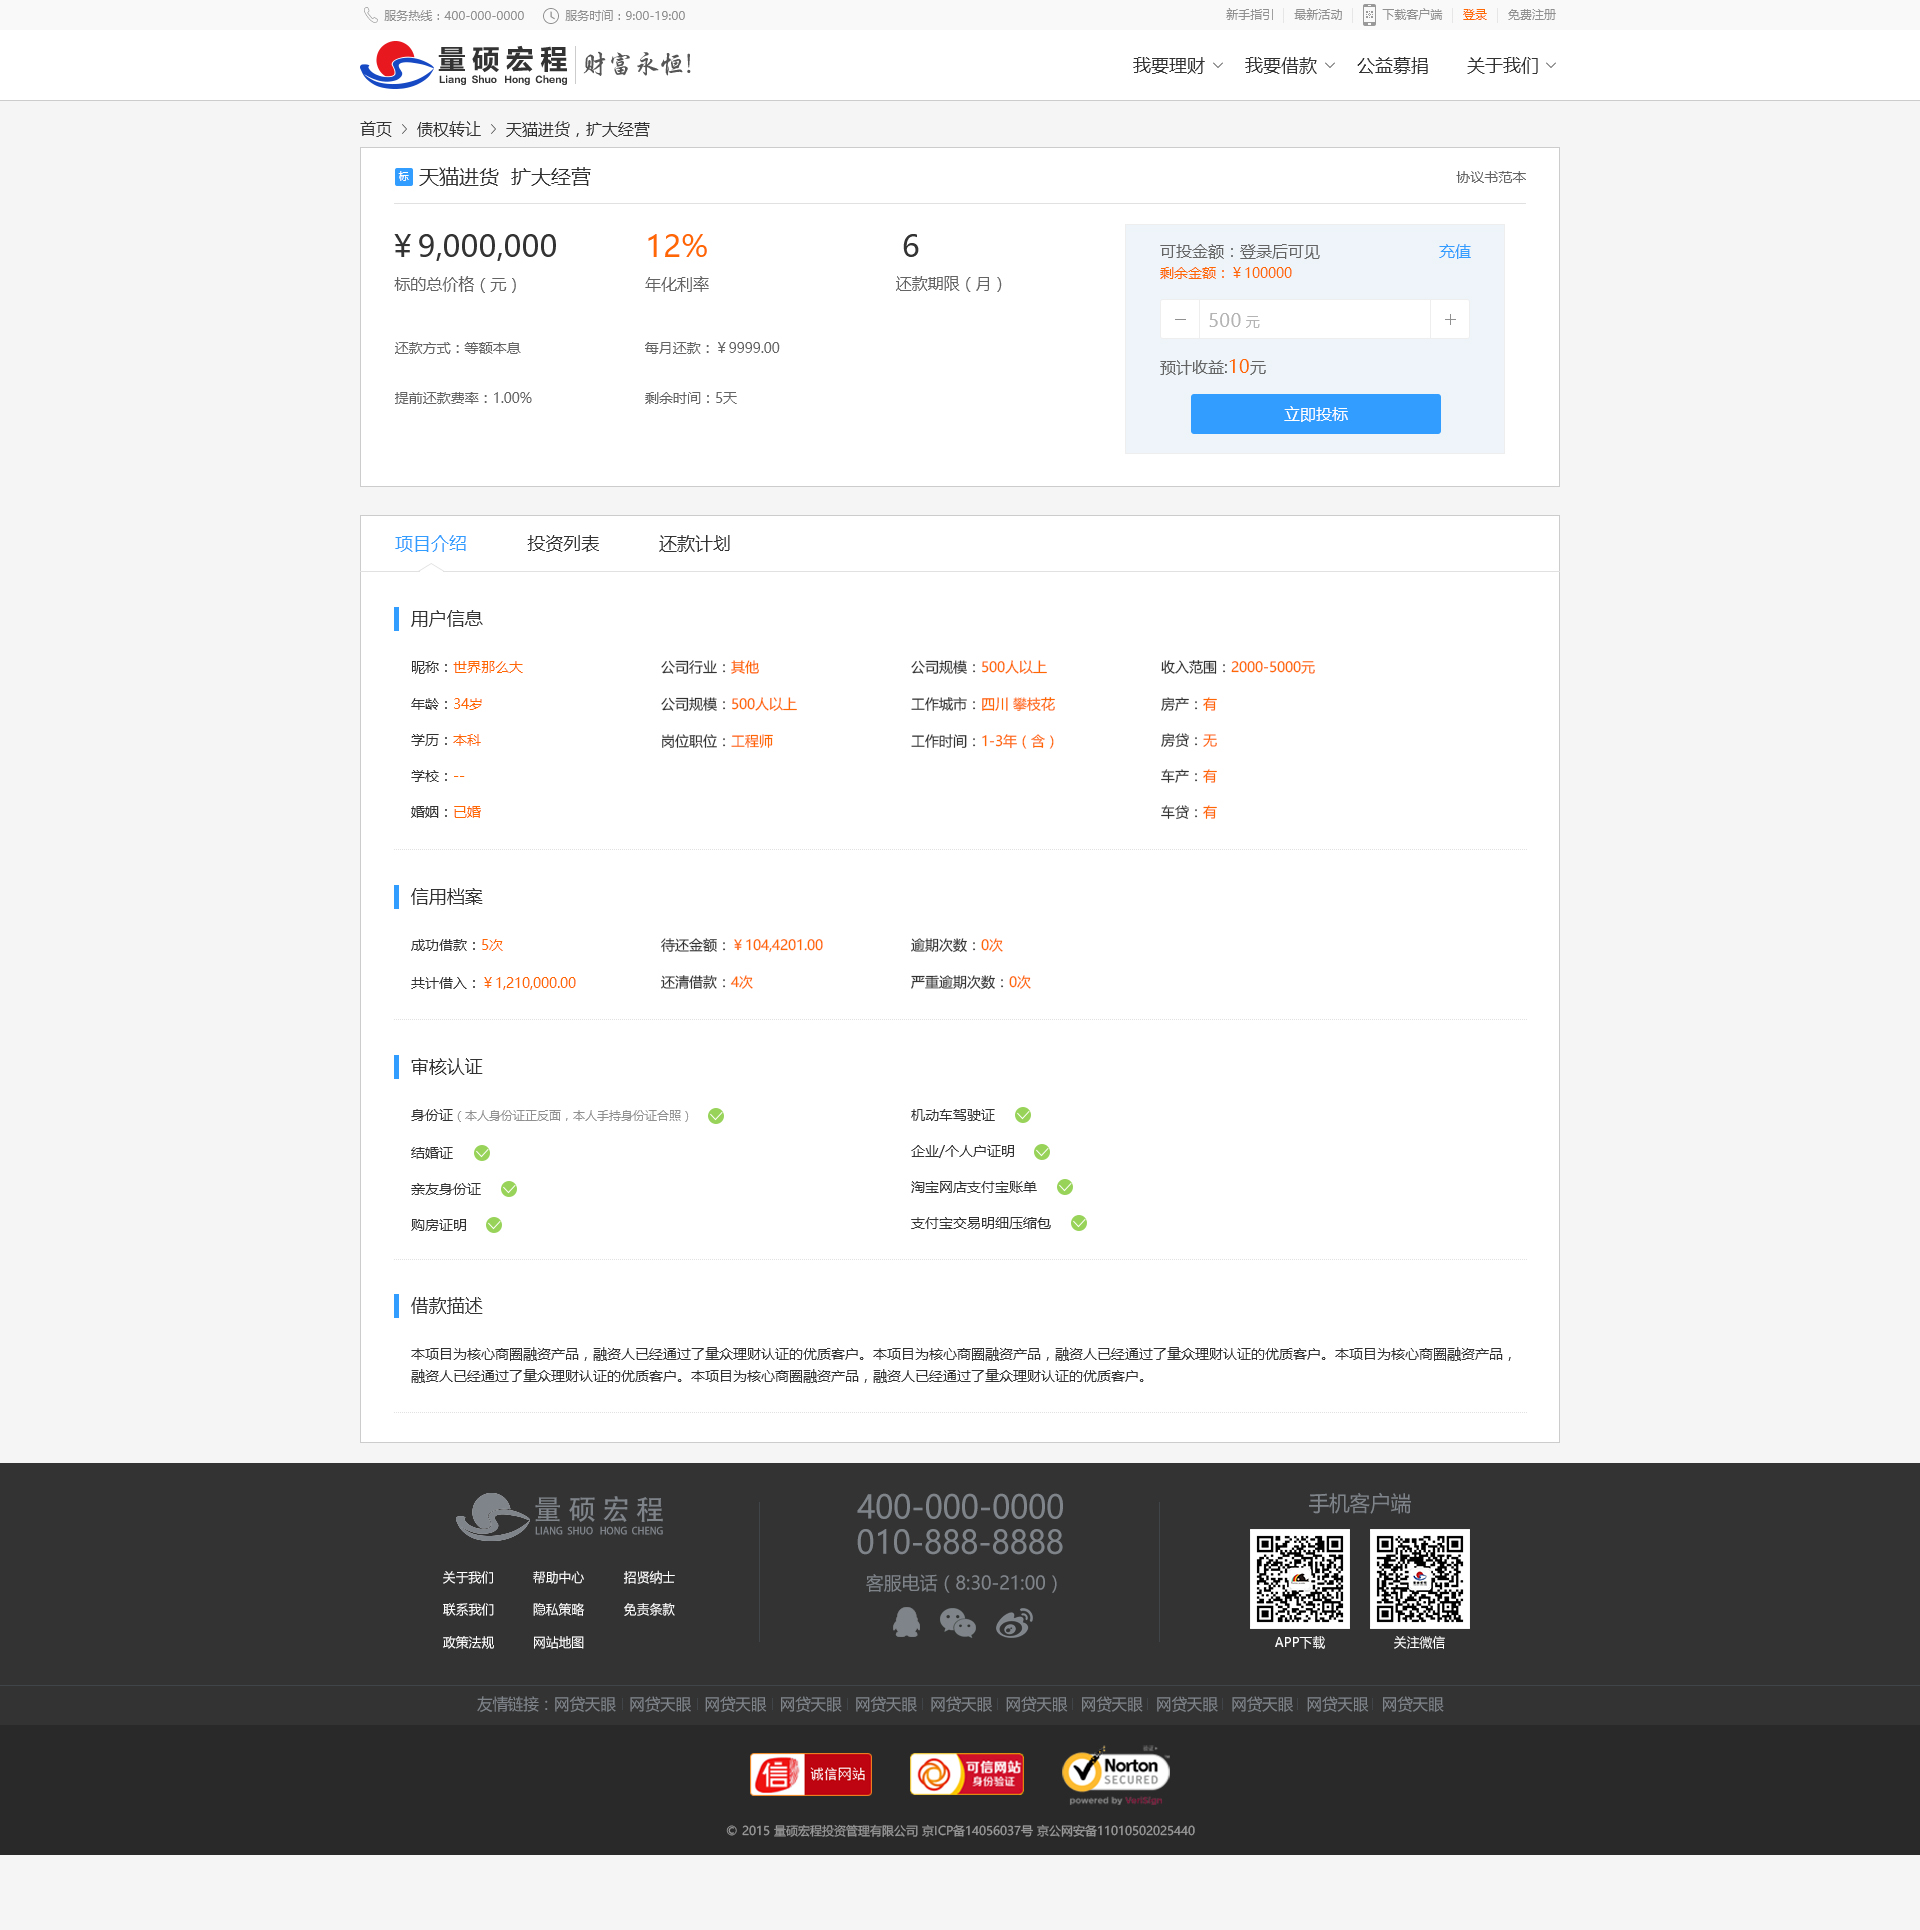 服务热线：400-000-0000 服务时间：9:00-19:00 新手指引 最新活动 下载客户端 登录 免费注册
量硕宏程 Liang Shuo Hong Cheng 财富永恒! 我要理财 我要借款 公益募捐 关于我们
首页 > 债权转让 > 天猫进货，扩大经营
标 天猫进货 扩大经营 协议书范本
￥9,000,000 12% 6
标的总价格（元） 年化利率 还款期限（月）
可投金额：登录后可见 充值
剩余金额：￥100000
500 元
预计收益:10元
立即投标
还款方式：等额本息 每月还款：￥9999.00
提前还款费率：1.00% 剩余时间：5天
项目介绍 投资列表 还款计划
用户信息
昵称：世界那么大 公司行业：其他 公司规模：500人以上 收入范围：2000-5000元
年龄：34岁 公司规模：500人以上 工作城市：四川 攀枝花 房产：有
学历：本科 岗位职位：工程师 工作时间：1-3年（含） 房贷：无
学校：-- 车产：有
婚姻：已婚 车贷：有
信用档案
成功借款：5次 待还金额：￥104,4201.00 逾期次数：0次
共计借入：￥1,210,000.00 还清借款：4次 严重逾期次数：0次
审核认证
身份证（本人身份证正反面，本人手持身份证合照） 机动车驾驶证
结婚证 企业/个人户证明
亲友身份证 淘宝网店支付宝账单
购房证明 支付宝交易明细压缩包
借款描述
本项目为核心商圈融资产品，融资人已经通过了量众理财认证的优质客户。本项目为核心商圈融资产品，融资人已经通过了量众理财认证的优质客户。本项目为核心商圈融资产品，
融资人已经通过了量众理财认证的优质客户。本项目为核心商圈融资产品，融资人已经通过了量众理财认证的优质客户。
量硕宏程
LIANG SHUO HONG CHENG
关于我们 帮助中心 招贤纳士
联系我们 隐私策略 免责条款
政策法规 网站地图
400-000-0000
010-888-8888
客服电话（8:30-21:00）
手机客户端
APP下载 关注微信
友情链接：网贷天眼 网贷天眼 网贷天眼 网贷天眼 网贷天眼 网贷天眼 网贷天眼 网贷天眼 网贷天眼 网贷天眼 网贷天眼 网贷天眼
信 诚信网站
可信网站
身份验证
Norton
SECURED
powered by VeriSign
© 2015 量硕宏程投资管理有限公司 京ICP备14056037号 京公网安备11010502025440